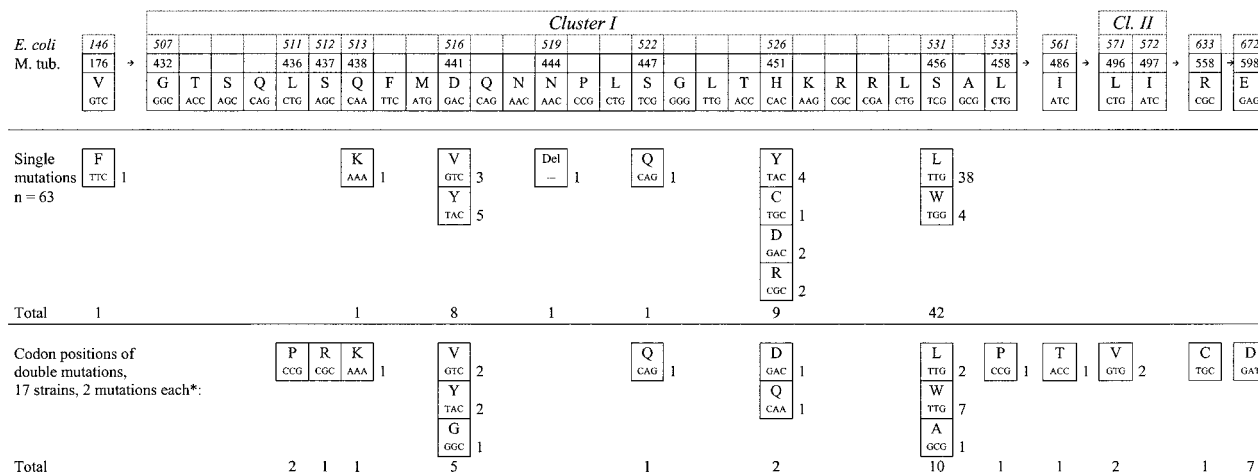 Cluster I Cl. II
E. coli 146 507 511 512 513 516 519 522 526 531 533 561 571 572 633 672
M. tub. 176 → 432 436 437 438 441 444 447 451 456 458 → 486 → 496 497 → 558 → 598
V G T S Q L S Q F M D Q N N P L S G L T H K R R L S A L I L I R E
GTC GGC ACC AGC CAG CTG AGC CAA TTC ATG GAC CAG AAC AAC CCG CTG TCG GGG TTG ACC CAC AAG CGC CGA CTG TCG GCG CTG ATC CTG ATC CGC GAG
Single F K V Del Q Y L
mutations TTC 1 AAA 1 GTC 3 --- 1 CAG 1 TAC 4 TTG 38
n = 63 Y C W
TAC 5 TGC 1 TGG 4
D
GAC 2
R
CGC 2
Total 1 1 8 1 1 9 42
Codon positions of P R K V Q D L P T V C D
double mutations, CCG CGC AAA 1 GTC 2 CAG 1 GAC 1 TTG 2 CCG 1 ACC 1 GTG 2 TGC GAT
17 strains, 2 mutations each*: Y Q W
TAC 2 CAA 1 TTG 7
G A
GGC 1 GCG 1
Total 2 1 1 5 1 2 10 1 1 2 1 7